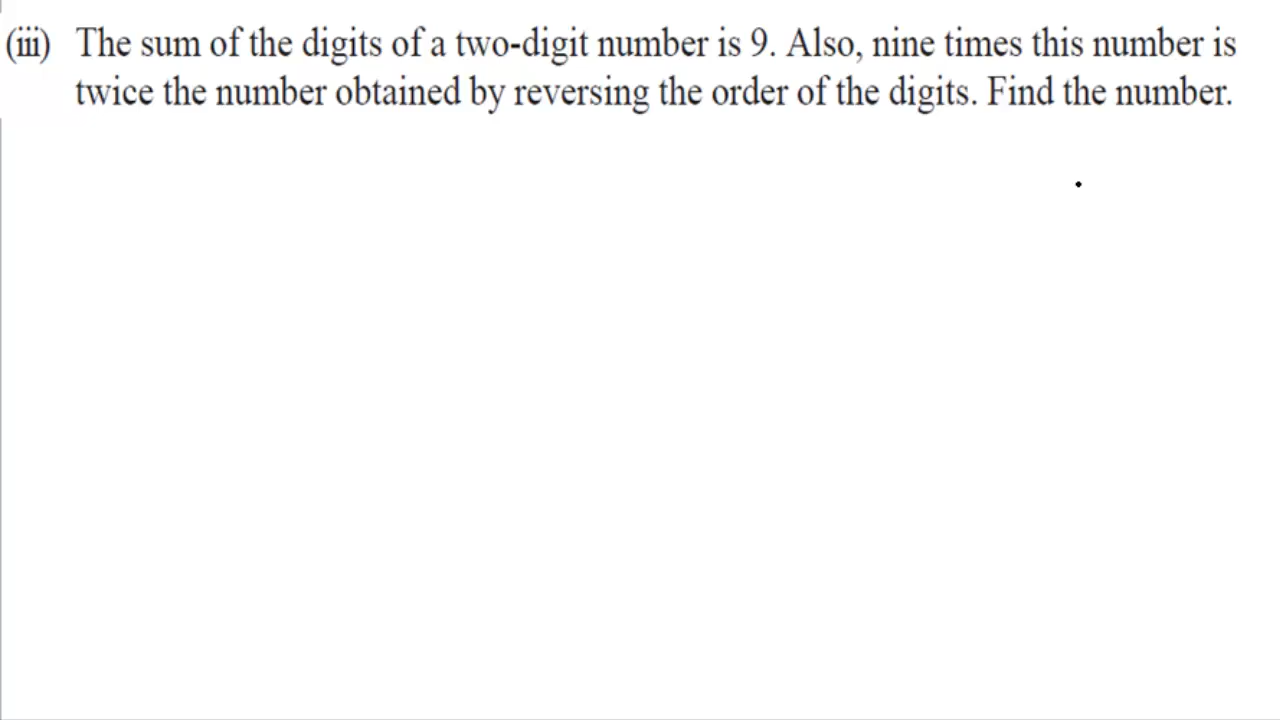 (iii) The sum of the digits of a two-digit number is 9. Also, nine times this number is
twice the number obtained by reversing the order of the digits. Find the number.